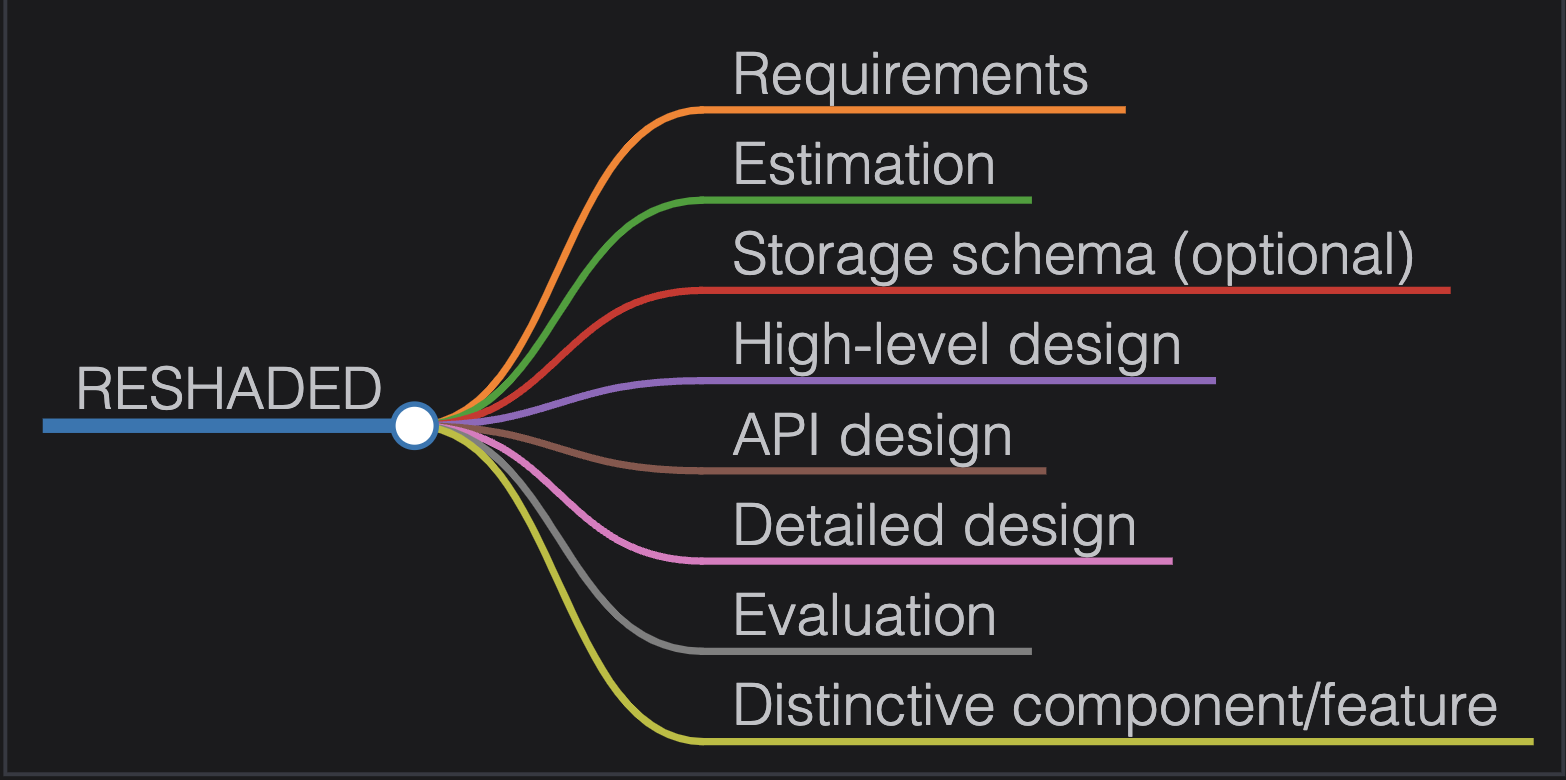 RESHADED
Requirements
Estimation
Storage schema (optional)
High-level design
API design
Detailed design
Evaluation
Distinctive component/feature